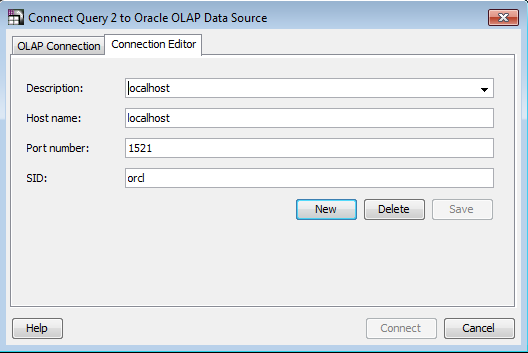 Connect Query 2 to Oracle OLAP Data Source
OLAP Connection Connection Editor
Description: localhost
Host name: localhost
Port number: 1521
SID: orcl
New Delete Save
Help Connect Cancel